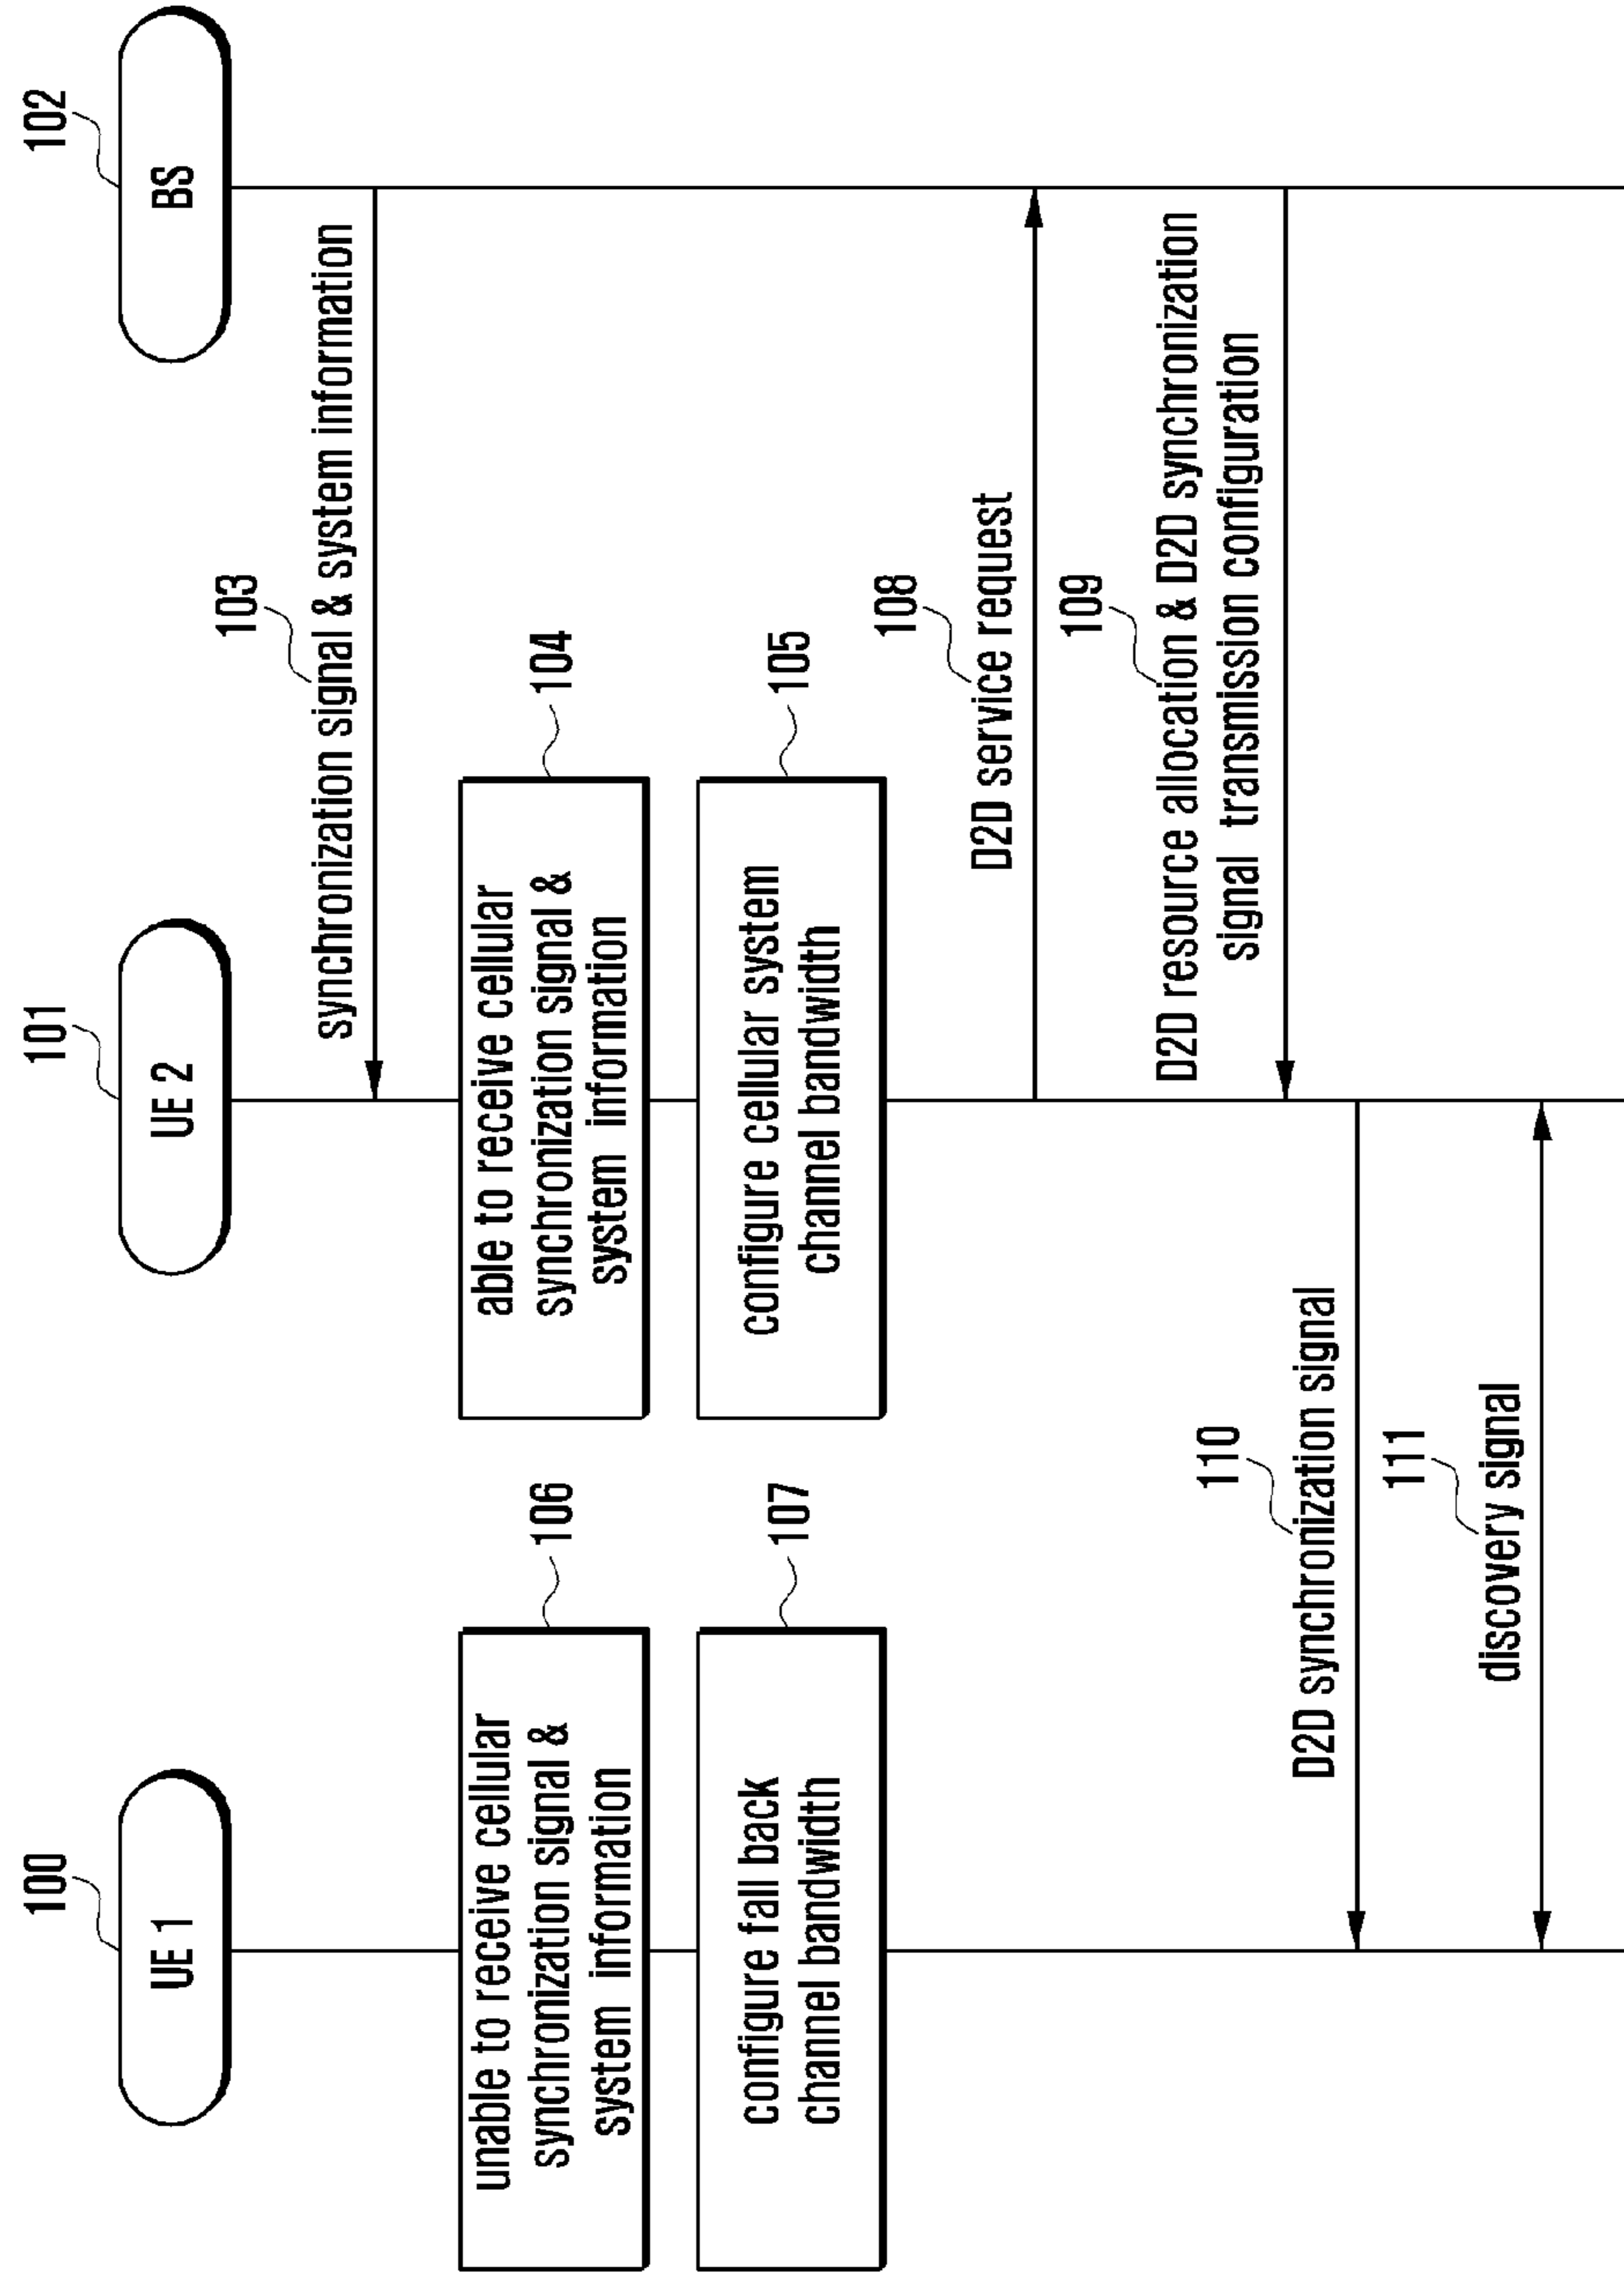 100
101
102
UE 1
UE 2
BS
103
synchronization signal & system information
unable to receive cellular
synchronization signal &
system information
106
able to receive cellular
synchronization signal &
system information
104
configure fall back
channel bandwidth
107
configure cellular system
channel bandwidth
105
108
D2D service request
109
D2D resource allocation & D2D synchronization
signal transmission configuration
110
D2D synchronization signal
111
discovery signal